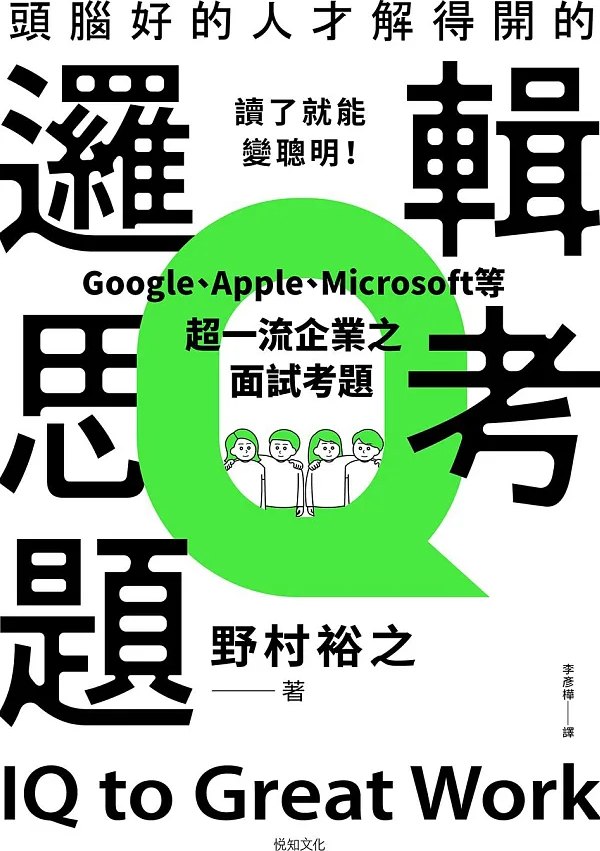 頭腦好的人才解得開的
邏輯
思考
題
讀了就能
變聰明！
Google、Apple、Microsoft等
超一流企業之
面試考題
野村裕之
著
李彥樺
譯
IQ to Great Work
悦知文化